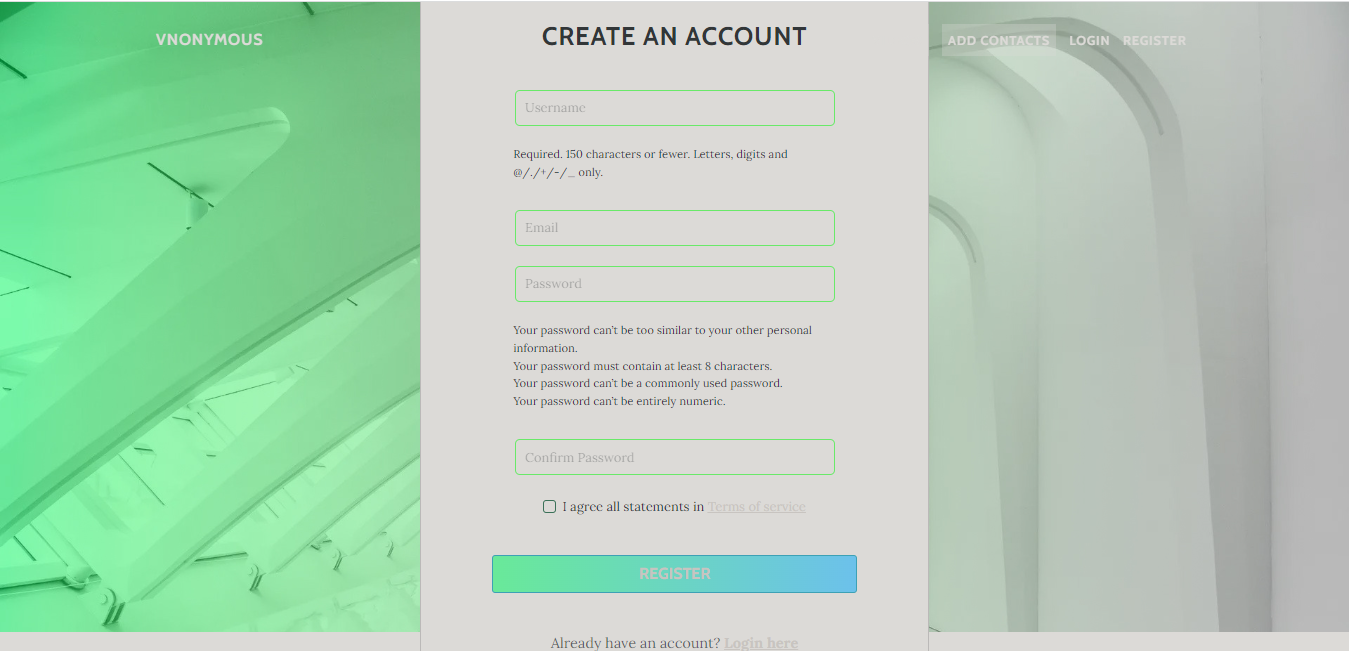 VNONYMOUS
CREATE AN ACCOUNT
ADD CONTACTS LOGIN REGISTER
Username
Required. 150 characters or fewer. Letters, digits and
@/./+/-/_ only.
Email
Password
Your password can't be too similar to your other personal
information.
Your password must contain at least 8 characters.
Your password can't be a commonly used password.
Your password can't be entirely numeric.
Confirm Password
I agree all statements in Terms of service
REGISTER
Already have an account? Login here